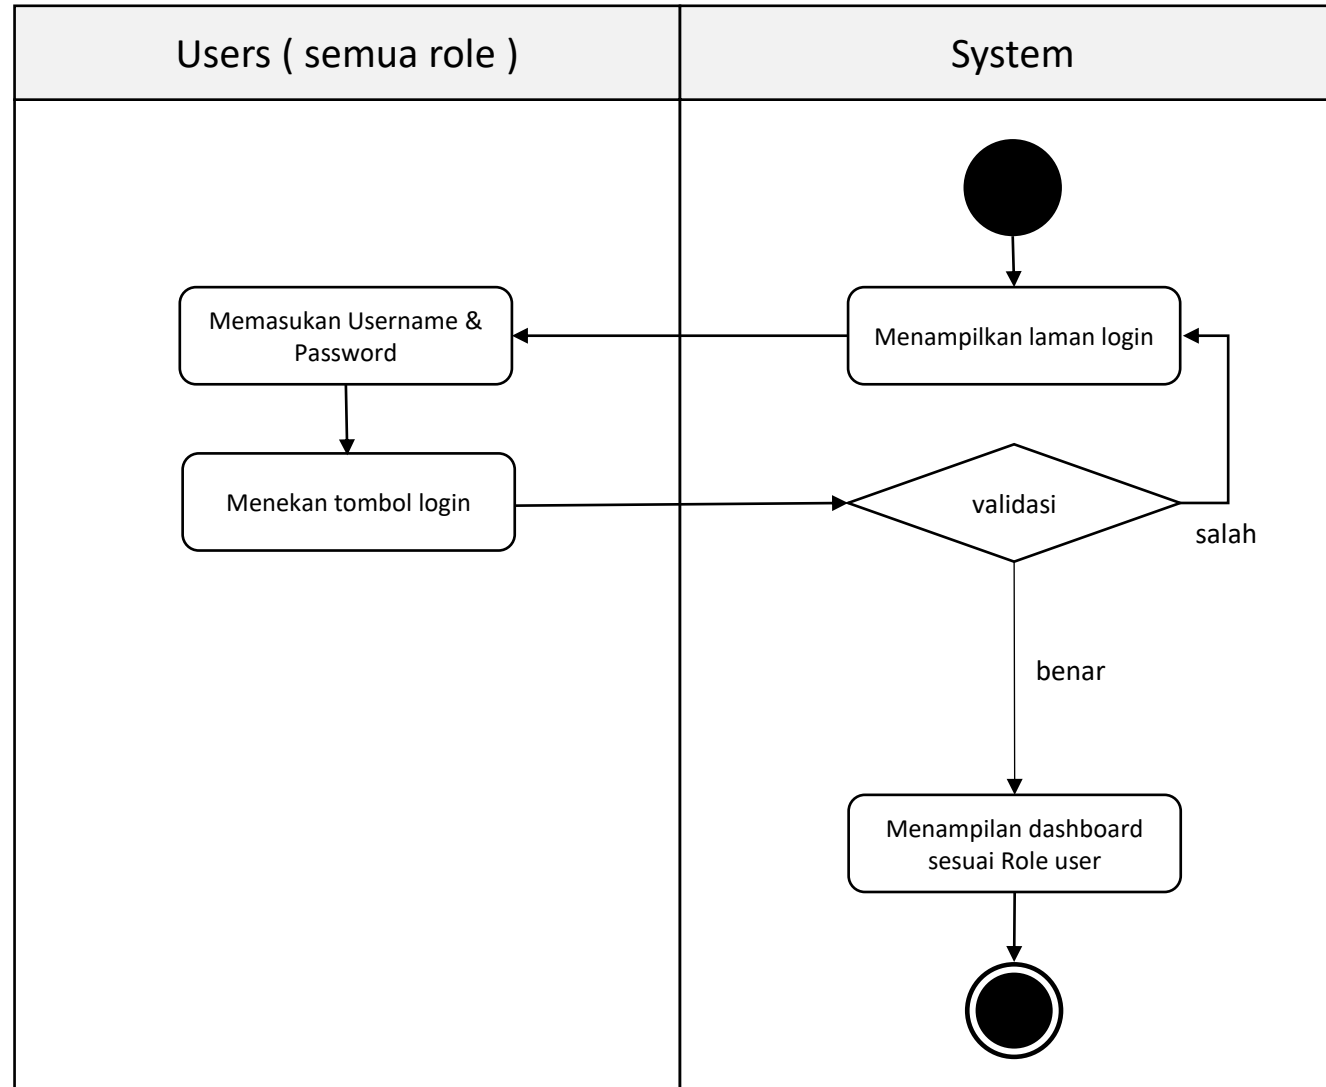 Users ( semua role )
System
Memasukan Username &
Password
Menampilkan laman login
Menekan tombol login
validasi
salah
benar
Menampilan dashboard
sesuai Role user